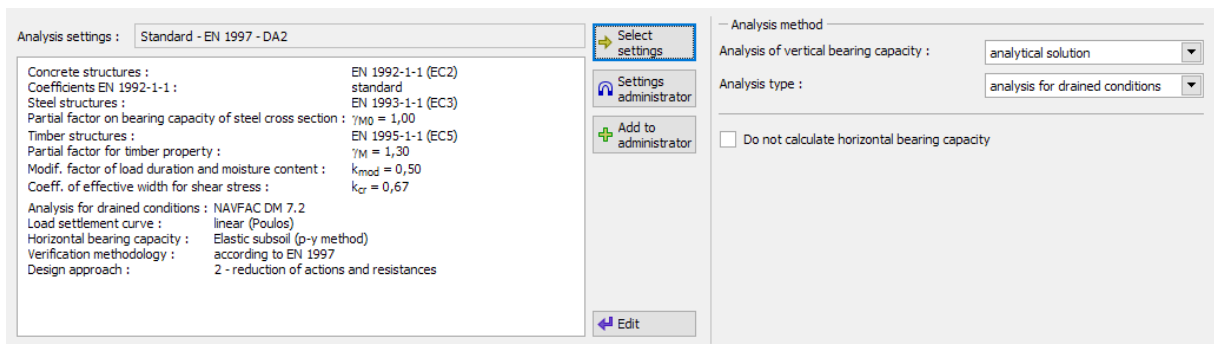 Analysis settings : Standard - EN 1997 - DA2
Concrete structures : EN 1992-1-1 (EC2)
Coefficients EN 1992-1-1 : standard
Steel structures : EN 1993-1-1 (EC3)
Partial factor on bearing capacity of steel cross section : γM0 = 1,00
Timber structures : EN 1995-1-1 (EC5)
Partial factor for timber property : γM = 1,30
Modif. factor of load duration and moisture content : kmod = 0,50
Coeff. of effective width for shear stress : kcr = 0,67
Analysis for drained conditions : NAVFAC DM 7.2
Load settlement curve : linear (Poulos)
Horizontal bearing capacity : Elastic subsoil (p-y method)
Verification methodology : according to EN 1997
Design approach : 2 - reduction of actions and resistances
Select
settings
Settings
administrator
Add to
administrator
Edit
Analysis method
Analysis of vertical bearing capacity : analytical solution
Analysis type : analysis for drained conditions
Do not calculate horizontal bearing capacity